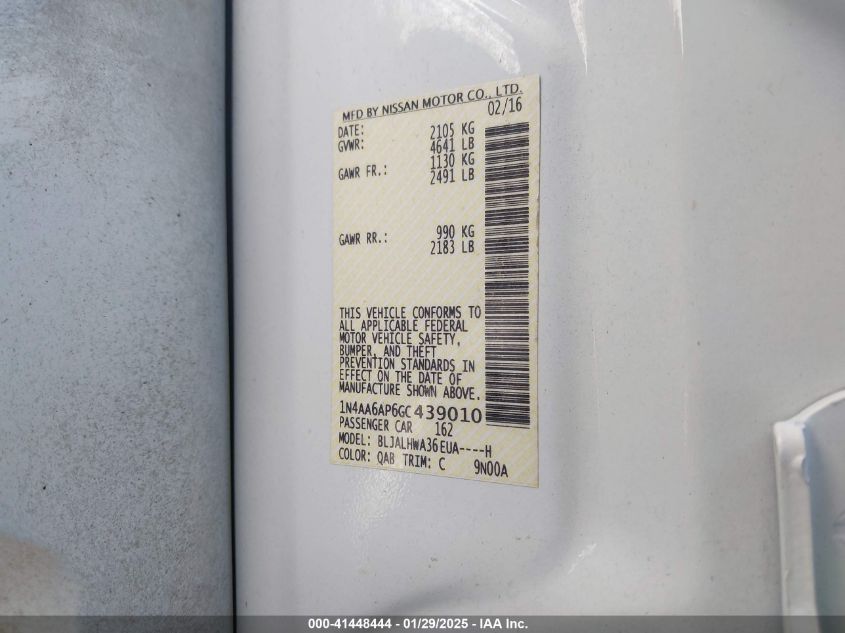 MFD BY NISSAN MOTOR CO., LTD.
02/16
DATE: 2105 KG
GVWR: 4641 LB
1130 KG
GAWR FR.: 2491 LB
990 KG
GAWR RR.: 2183 LB
THIS VEHICLE CONFORMS TO
ALL APPLICABLE FEDERAL
MOTOR VEHICLE SAFETY,
BUMPER, AND THEFT
PREVENTION STANDARDS IN
EFFECT ON THE DATE OF
MANUFACTURE SHOWN ABOVE.
1N4AA6AP6GC439010
PASSENGER CAR 162
MODEL: BLJALHWA36EUA----H
COLOR: QAB TRIM: C 9N00A
000-41448444 • 01/29/2025 • IAA Inc.